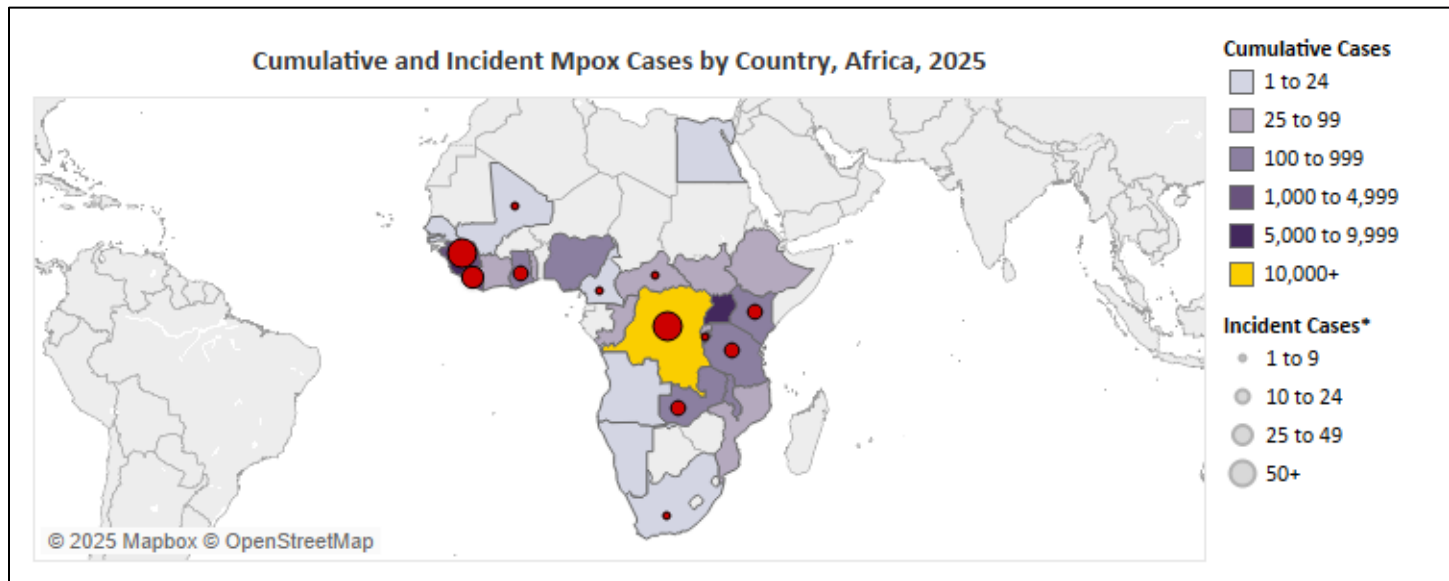 Cumulative and Incident Mpox Cases by Country, Africa, 2025
© 2025 Mapbox © OpenStreetMap
Cumulative Cases
1 to 24
25 to 99
100 to 999
1,000 to 4,999
5,000 to 9,999
10,000+
Incident Cases*
1 to 9
10 to 24
25 to 49
50+